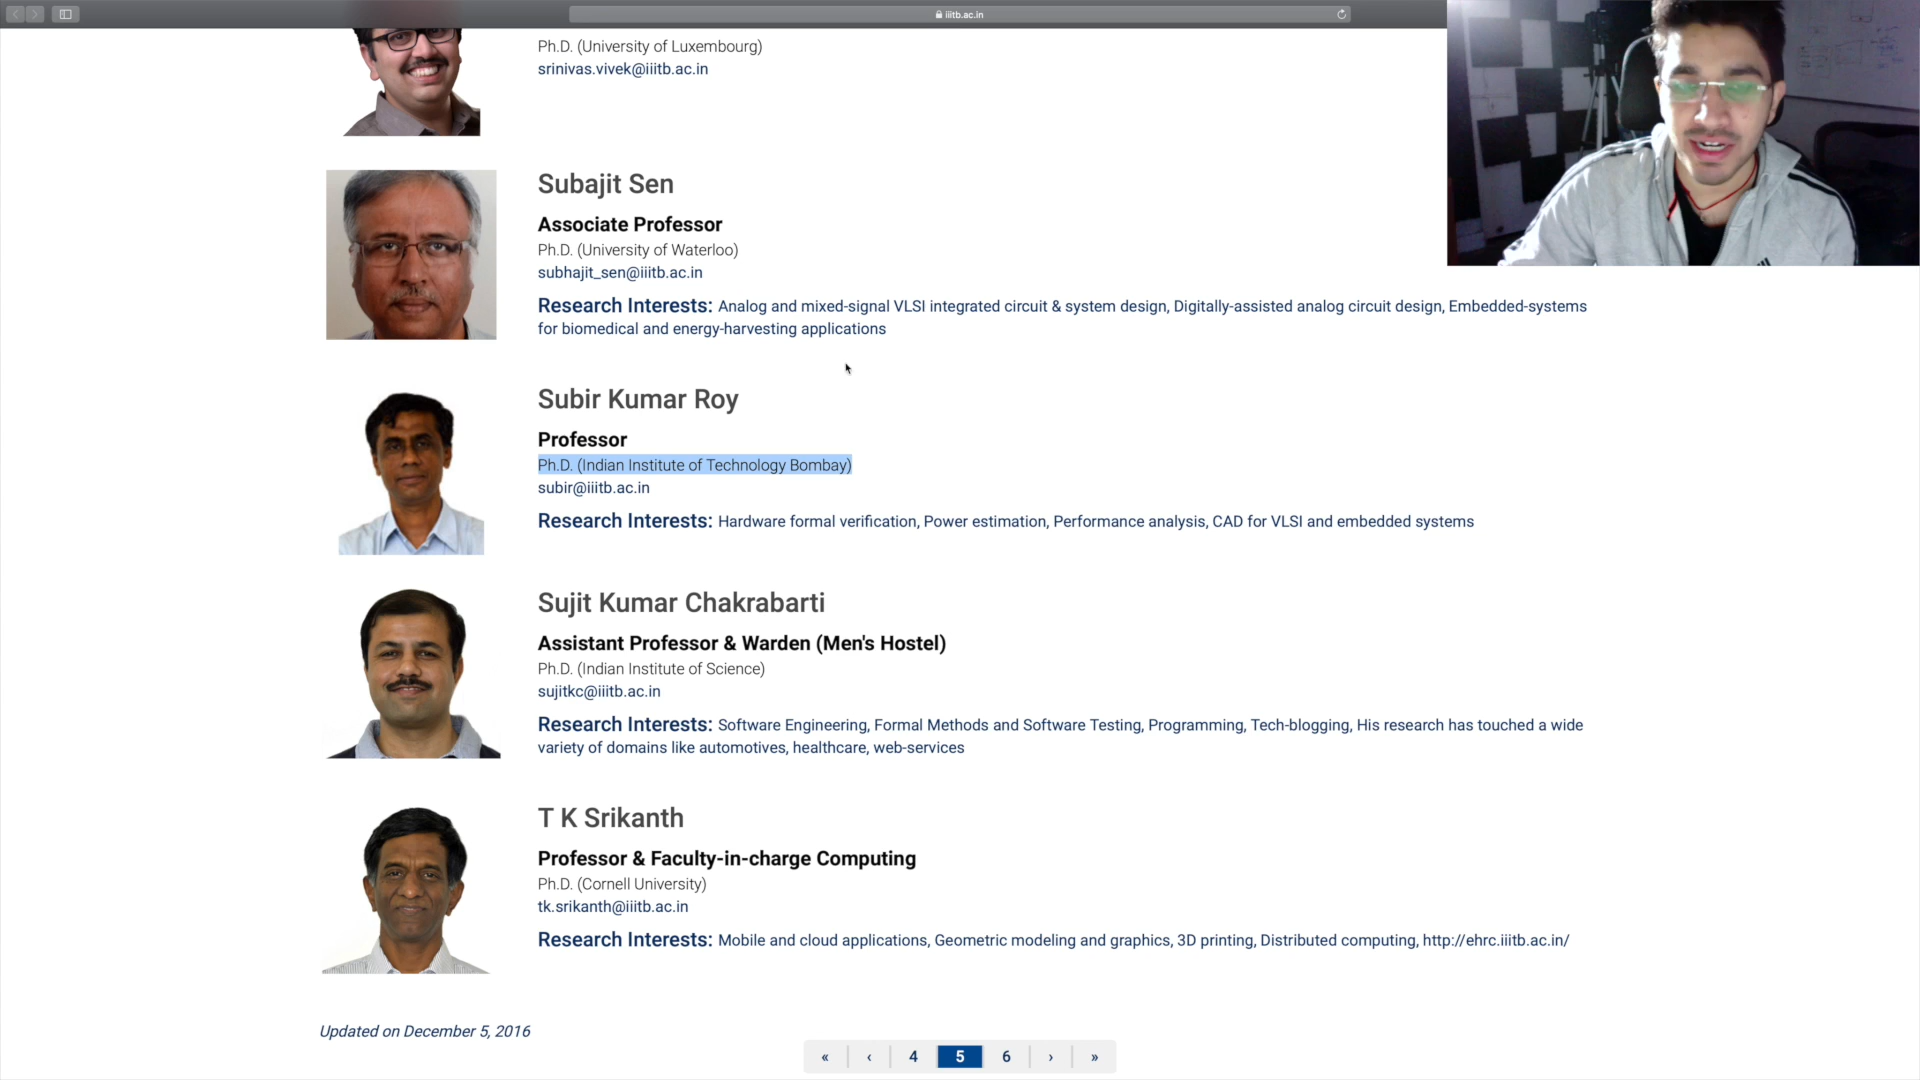 iiitb.ac.in
Ph.D. (University of Luxembourg)
srinivas.vivek@iiitb.ac.in
Subajit Sen
Associate Professor
Ph.D. (University of Waterloo)
subhajit_sen@iiitb.ac.in
Research Interests: Analog and mixed-signal VLSI integrated circuit & system design, Digitally-assisted analog circuit design, Embedded-systems
for biomedical and energy-harvesting applications
Subir Kumar Roy
Professor
Ph.D. (Indian Institute of Technology Bombay)
subir@iiitb.ac.in
Research Interests: Hardware formal verification, Power estimation, Performance analysis, CAD for VLSI and embedded systems
Sujit Kumar Chakrabarti
Assistant Professor & Warden (Men's Hostel)
Ph.D. (Indian Institute of Science)
sujitkc@iiitb.ac.in
Research Interests: Software Engineering, Formal Methods and Software Testing, Programming, Tech-blogging, His research has touched a wide
variety of domains like automotives, healthcare, web-services
T K Srikanth
Professor & Faculty-in-charge Computing
Ph.D. (Cornell University)
tk.srikanth@iiitb.ac.in
Research Interests: Mobile and cloud applications, Geometric modeling and graphics, 3D printing, Distributed computing, http://ehrc.iiitb.ac.in/
Updated on December 5, 2016
« ‹ 4 5 6 › »